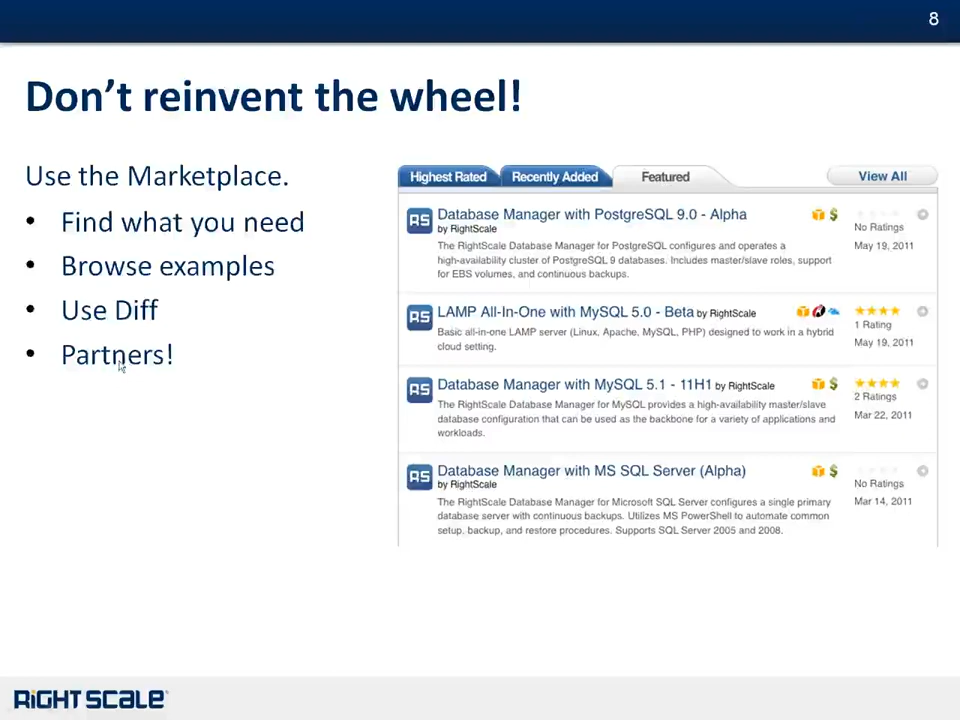 8
Don't reinvent the wheel!
Use the Marketplace.
• Find what you need
• Browse examples
• Use Diff
• Partners!
Highest Rated Recently Added Featured View All
RS Database Manager with PostgreSQL 9.0 - Alpha
by RightScale
No Ratings
The RightScale Database Manager for PostgreSQL configures and operates a
high-availability cluster of PostgreSQL 9 databases. Includes master/slave roles, support
for EBS volumes, and continuous backups.
May 19, 2011
RS LAMP All-In-One with MySQL 5.0 - Beta by RightScale
1 Rating
Basic all-in-one LAMP server (Linux, Apache, MySQL, PHP) designed to work in a hybrid
cloud setting.
May 19, 2011
RS Database Manager with MySQL 5.1 - 11H1 by RightScale
2 Ratings
The RightScale Database Manager for MySQL provides a high-availability master/slave
database configuration that can be used as the backbone for a variety of applications and
workloads.
Mar 22, 2011
RS Database Manager with MS SQL Server (Alpha)
by RightScale
No Ratings
The RightScale Database Manager for Microsoft SQL Server configures a single primary
database server with continuous backups. Utilizes MS PowerShell to automate common
setup, backup, and restore procedures. Supports SQL Server 2005 and 2008.
Mar 14, 2011
RIGHTSCALE